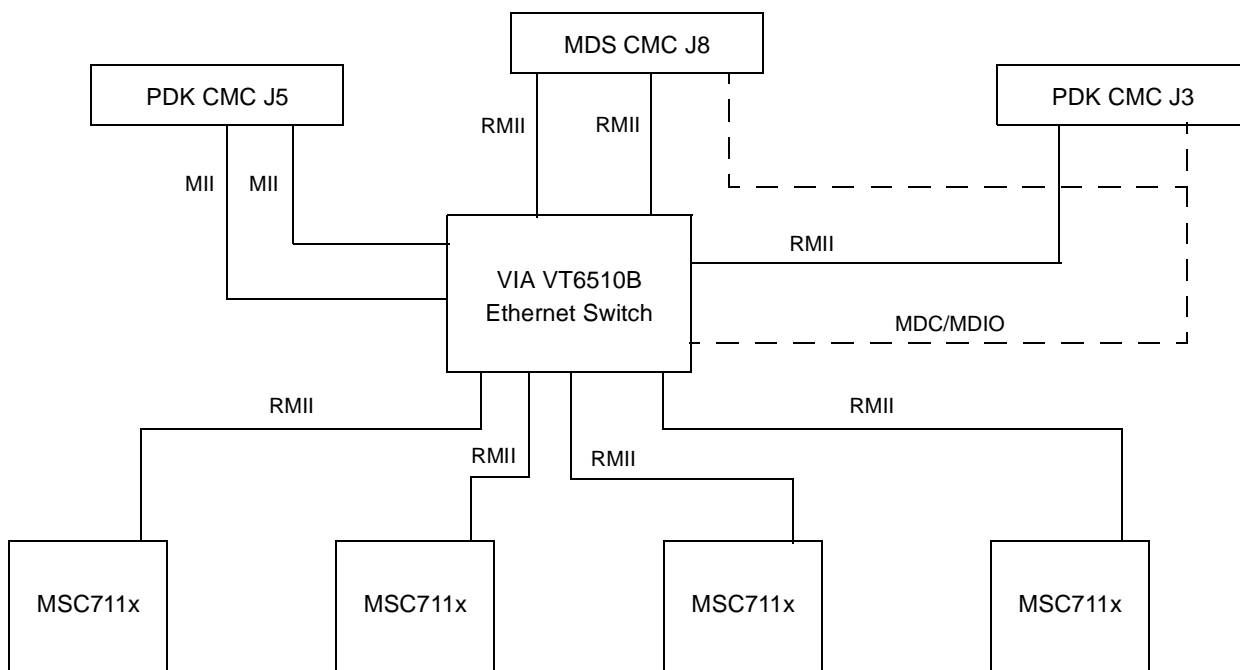 MDS CMC J8
PDK CMC J5
PDK CMC J3
RMII
RMII
MII
MII
RMII
VIA VT6510B
Ethernet Switch
MDC/MDIO
RMII
RMII
RMII
RMII
MSC711x
MSC711x
MSC711x
MSC711x